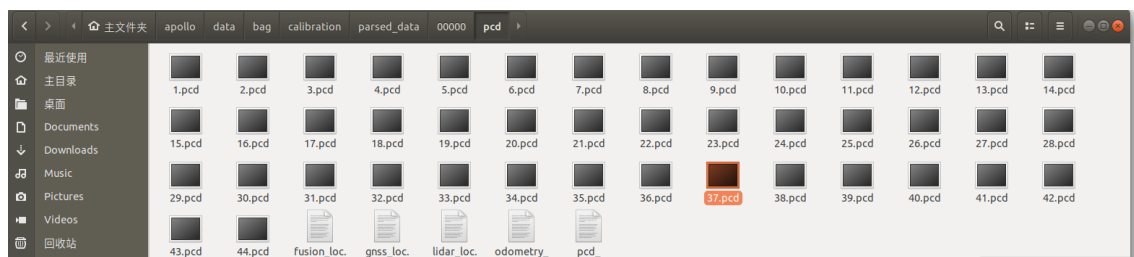 主文件夹 apollo data bag calibration parsed_data 00000 pcd
最近使用
主目录
桌面
Documents
Downloads
Music
Pictures
Videos
回收站
1.pcd 2.pcd 3.pcd 4.pcd 5.pcd 6.pcd 7.pcd 8.pcd 9.pcd 10.pcd 11.pcd 12.pcd 13.pcd 14.pcd
15.pcd 16.pcd 17.pcd 18.pcd 19.pcd 20.pcd 21.pcd 22.pcd 23.pcd 24.pcd 25.pcd 26.pcd 27.pcd 28.pcd
29.pcd 30.pcd 31.pcd 32.pcd 33.pcd 34.pcd 35.pcd 36.pcd 37.pcd 38.pcd 39.pcd 40.pcd 41.pcd 42.pcd
43.pcd 44.pcd fusion_loc. gnss_loc. lidar_loc. odometry_ pcd_